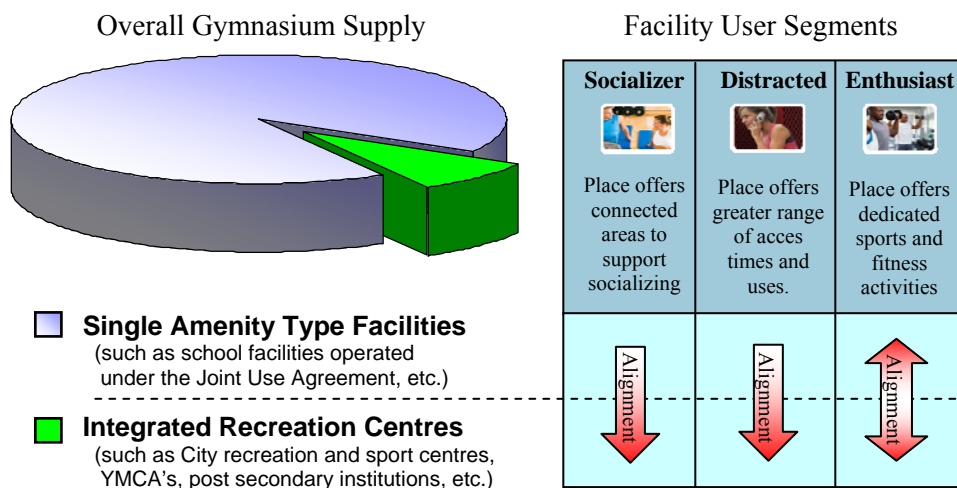 Overall Gymnasium Supply
Facility User Segments
Socializer
Distracted
Enthusiast
Place offers
connected
areas to
support
socializing
Place offers
greater range
of acces
times and
uses.
Place offers
dedicated
sports and
fitness
activities
Single Amenity Type Facilities
(such as school facilities operated
under the Joint Use Agreement, etc.)
Integrated Recreation Centres
(such as City recreation and sport centres,
YMCA's, post secondary institutions, etc.)
Alignment
Alignment
Alignment